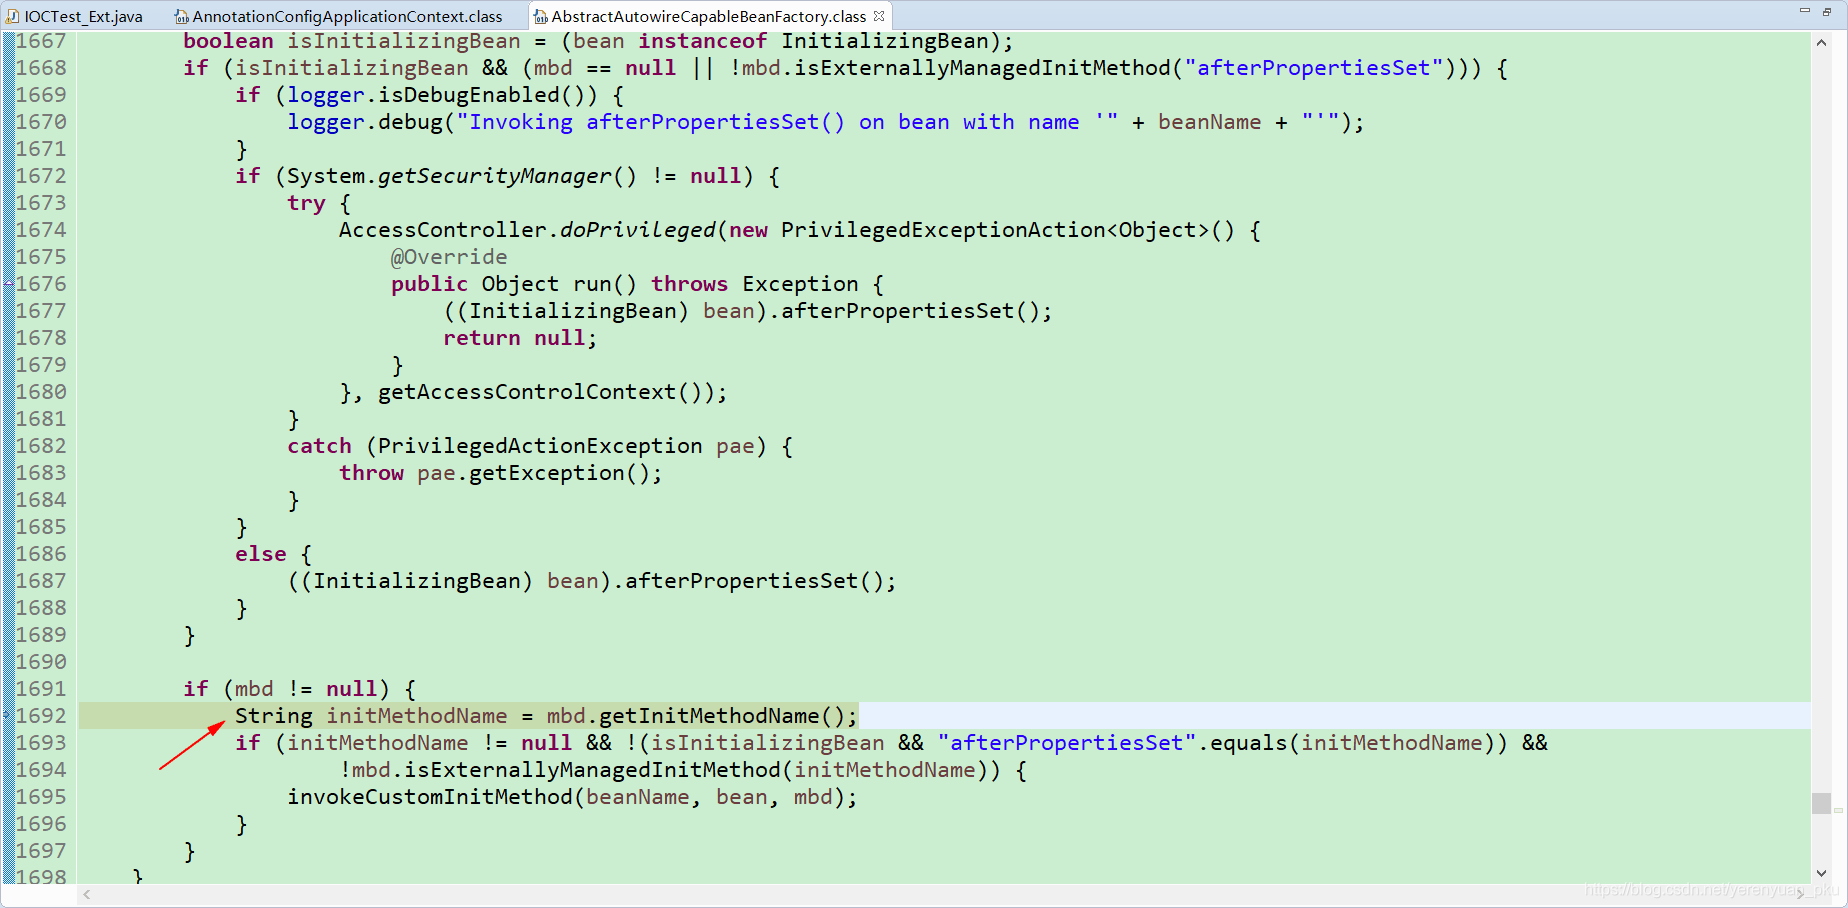 IOCTest_Ext.java AnnotationConfigApplicationContext.class AbstractAutowireCapableBeanFactory.class
1667 boolean isInitializingBean = (bean instanceof InitializingBean);
1668 if (isInitializingBean && (mbd == null || !mbd.isExternallyManagedInitMethod("afterPropertiesSet"))) {
1669 if (logger.isDebugEnabled()) {
1670 logger.debug("Invoking afterPropertiesSet() on bean with name '" + beanName + "'");
1671 }
1672 if (System.getSecurityManager() != null) {
1673 try {
1674 AccessController.doPrivileged(new PrivilegedExceptionAction<Object>() {
1675 @Override
1676 public Object run() throws Exception {
1677 ((InitializingBean) bean).afterPropertiesSet();
1678 return null;
1679 }
1680 }, getAccessControlContext());
1681 }
1682 catch (PrivilegedActionException pae) {
1683 throw pae.getException();
1684 }
1685 }
1686 else {
1687 ((InitializingBean) bean).afterPropertiesSet();
1688 }
1689 }
1690
1691 if (mbd != null) {
1692 String initMethodName = mbd.getInitMethodName();
1693 if (initMethodName != null && !(isInitializingBean && "afterPropertiesSet".equals(initMethodName)) &&
1694 !mbd.isExternallyManagedInitMethod(initMethodName)) {
1695 invokeCustomInitMethod(beanName, bean, mbd);
1696 }
1697 }
1698 }
https://blog.csdn.net/yerenyuan_pku